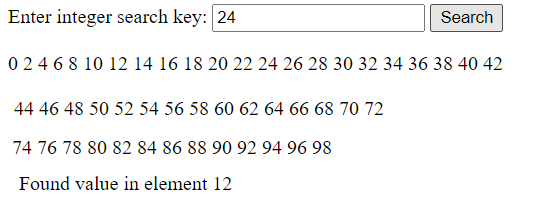 Enter integer search key: 24 Search
0 2 4 6 8 10 12 14 16 18 20 22 24 26 28 30 32 34 36 38 40 42
44 46 48 50 52 54 56 58 60 62 64 66 68 70 72
74 76 78 80 82 84 86 88 90 92 94 96 98
Found value in element 12